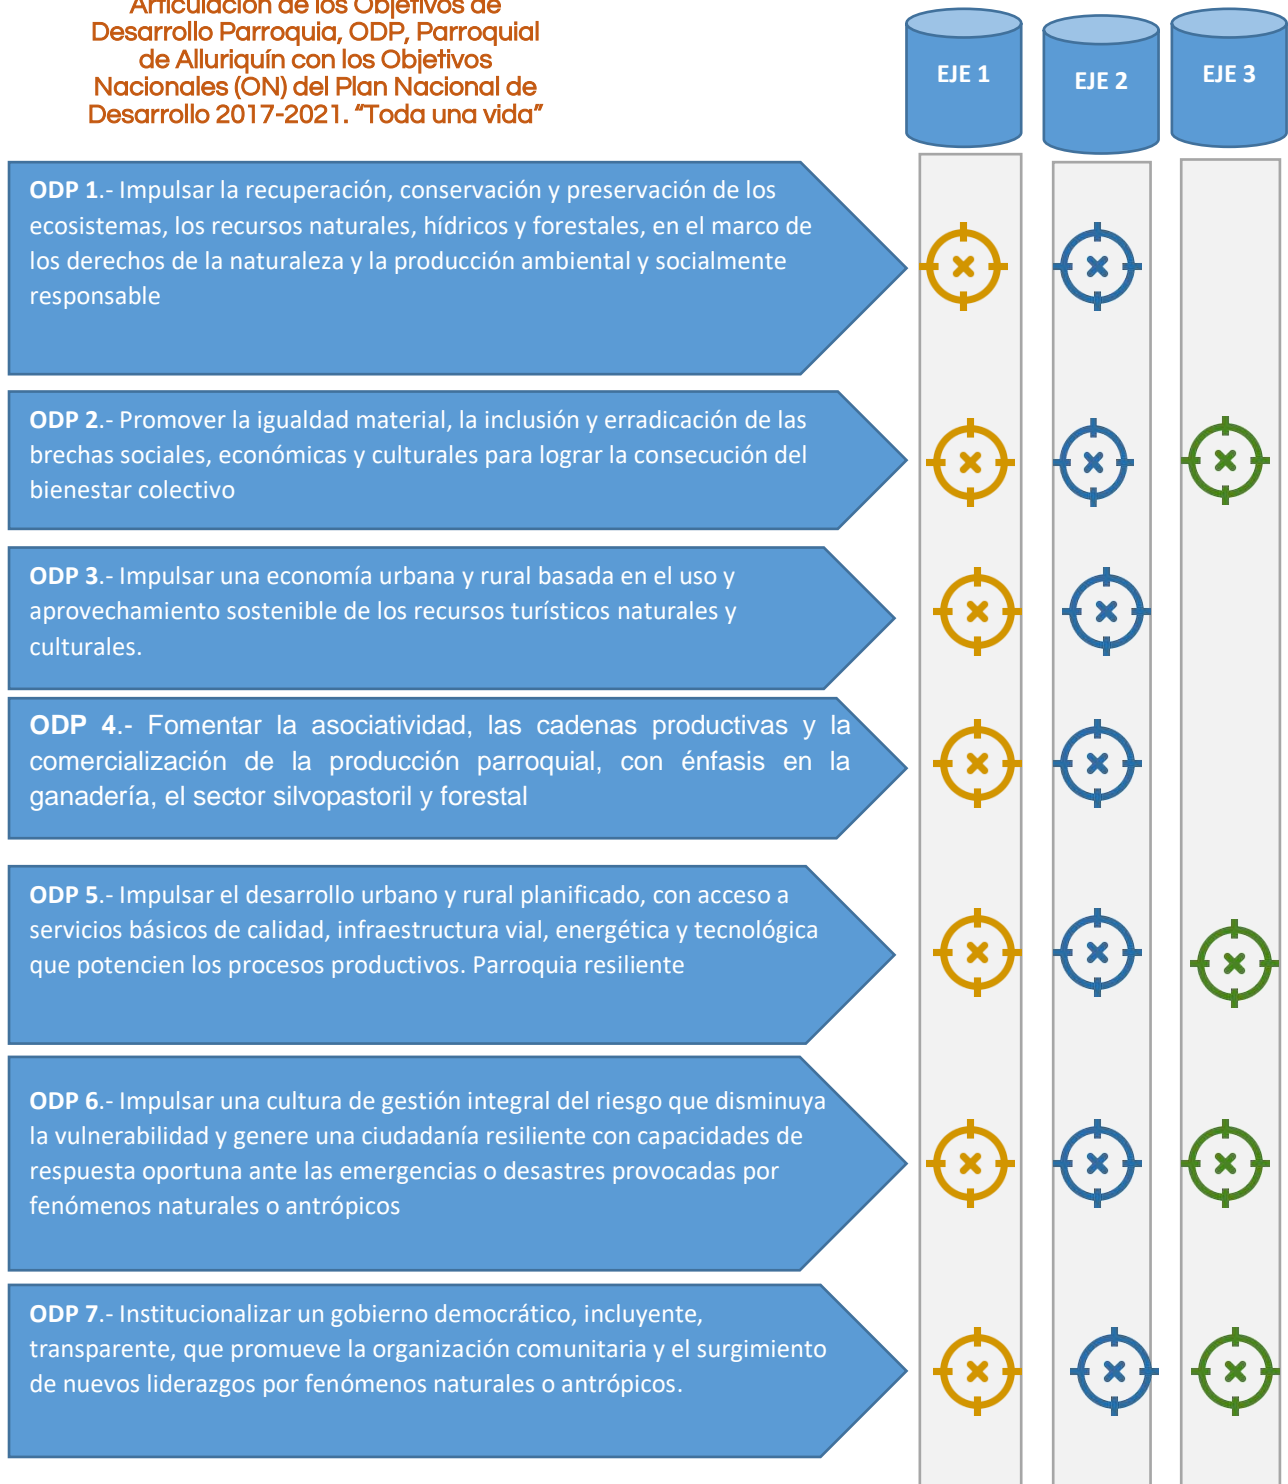 Articulación de los Objetivos de
Desarrollo Parroquia, ODP, Parroquial
de Alluriquín con los Objetivos
Nacionales (ON) del Plan Nacional de
Desarrollo 2017-2021. “Toda una vida”
EJE 1
EJE 2
EJE 3
ODP 1.- Impulsar la recuperación, conservación y preservación de los
ecosistemas, los recursos naturales, hídricos y forestales, en el marco de
los derechos de la naturaleza y la producción ambiental y socialmente
responsable
ODP 2.- Promover la igualdad material, la inclusión y erradicación de las
brechas sociales, económicas y culturales para lograr la consecución del
bienestar colectivo
ODP 3.- Impulsar una economía urbana y rural basada en el uso y
aprovechamiento sostenible de los recursos turísticos naturales y
culturales.
ODP 4.- Fomentar la asociatividad, las cadenas productivas y la
comercialización de la producción parroquial, con énfasis en la
ganadería, el sector silvopastoril y forestal
ODP 5.- Impulsar el desarrollo urbano y rural planificado, con acceso a
servicios básicos de calidad, infraestructura vial, energética y tecnológica
que potencien los procesos productivos. Parroquia resiliente
ODP 6.- Impulsar una cultura de gestión integral del riesgo que disminuya
la vulnerabilidad y genere una ciudadanía resiliente con capacidades de
respuesta oportuna ante las emergencias o desastres provocadas por
fenómenos naturales o antrópicos
ODP 7.- Institucionalizar un gobierno democrático, incluyente,
transparente, que promueve la organización comunitaria y el surgimiento
de nuevos liderazgos por fenómenos naturales o antrópicos.